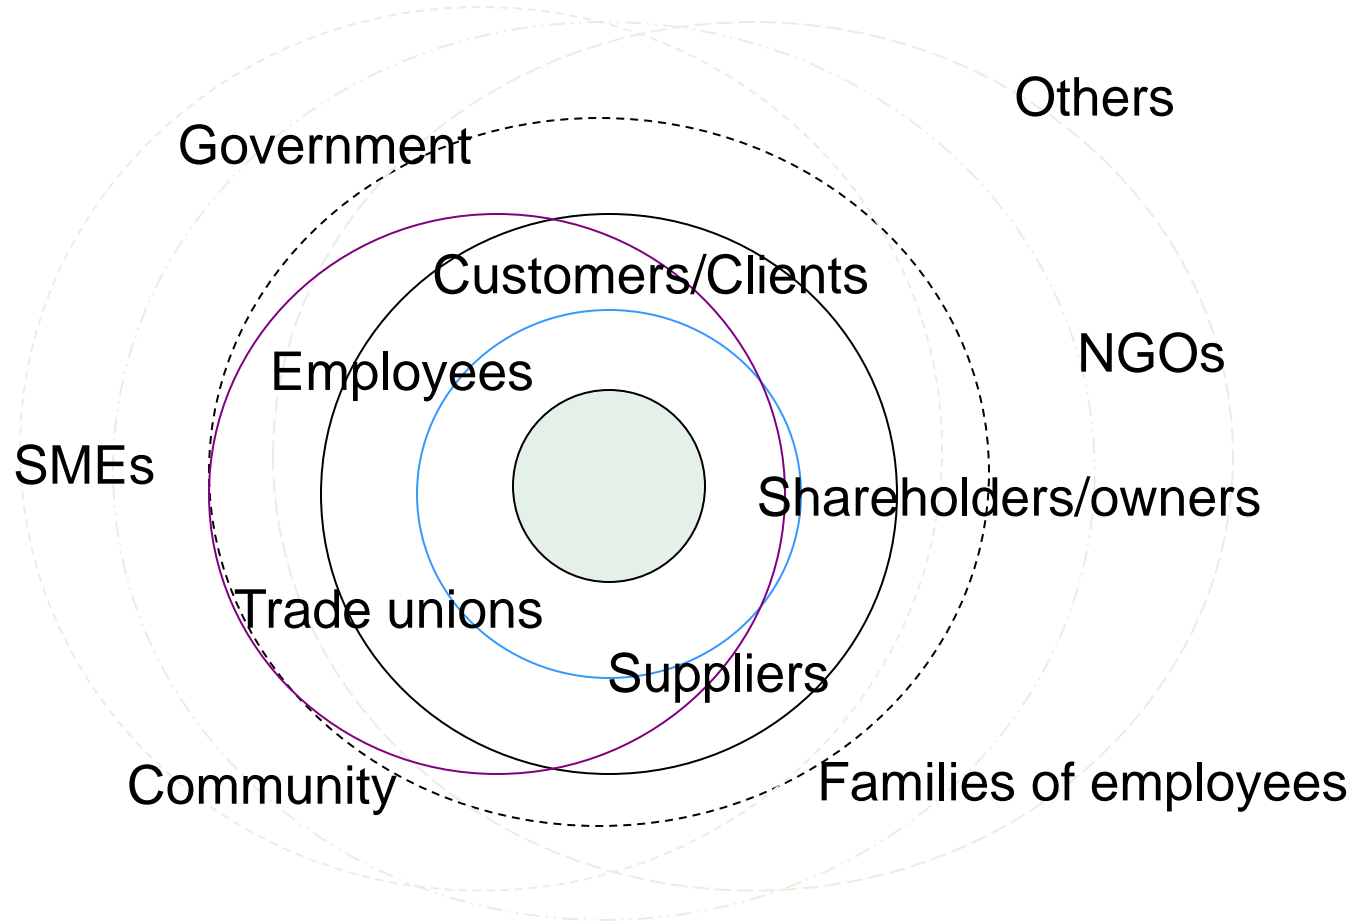 Others
Government
Customers/Clients
NGOs
Employees
SMEs
Shareholders/owners
Trade unions
Suppliers
Community
Families of employees